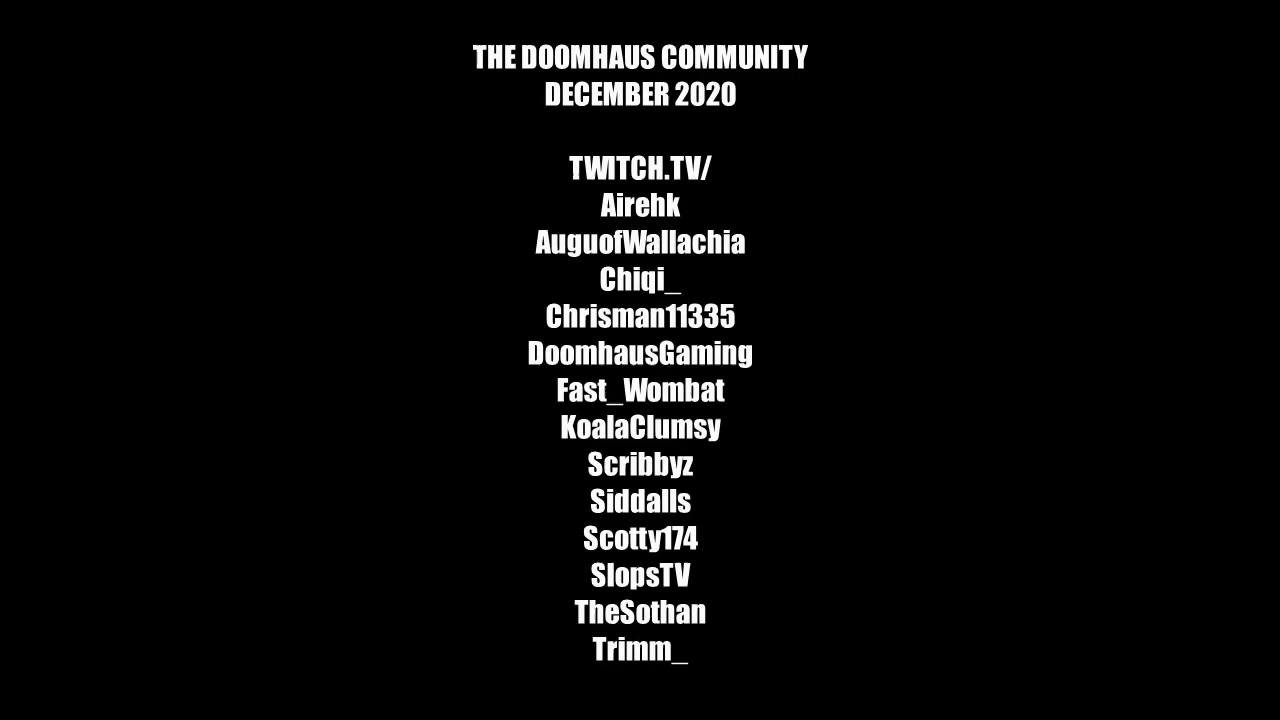 THE DOOMHAUS COMMUNITY
DECEMBER 2020
TWITCH.TV/
Airehk
AuguofWallachia
Chiqi_
Chrisman11335
DoomhausGaming
Fast_Wombat
KoalaClumsy
Scribbyz
Siddalls
Scotty174
SlopsTV
TheSothan
Trimm_